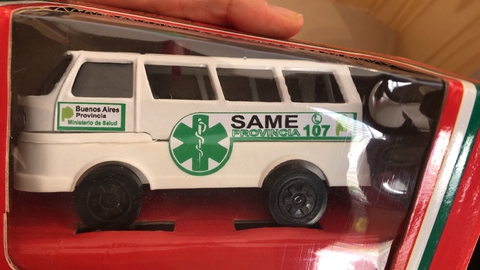 Buenos Aires
Provincia
Ministerio de Salud
SAME
PROVINCIA 107